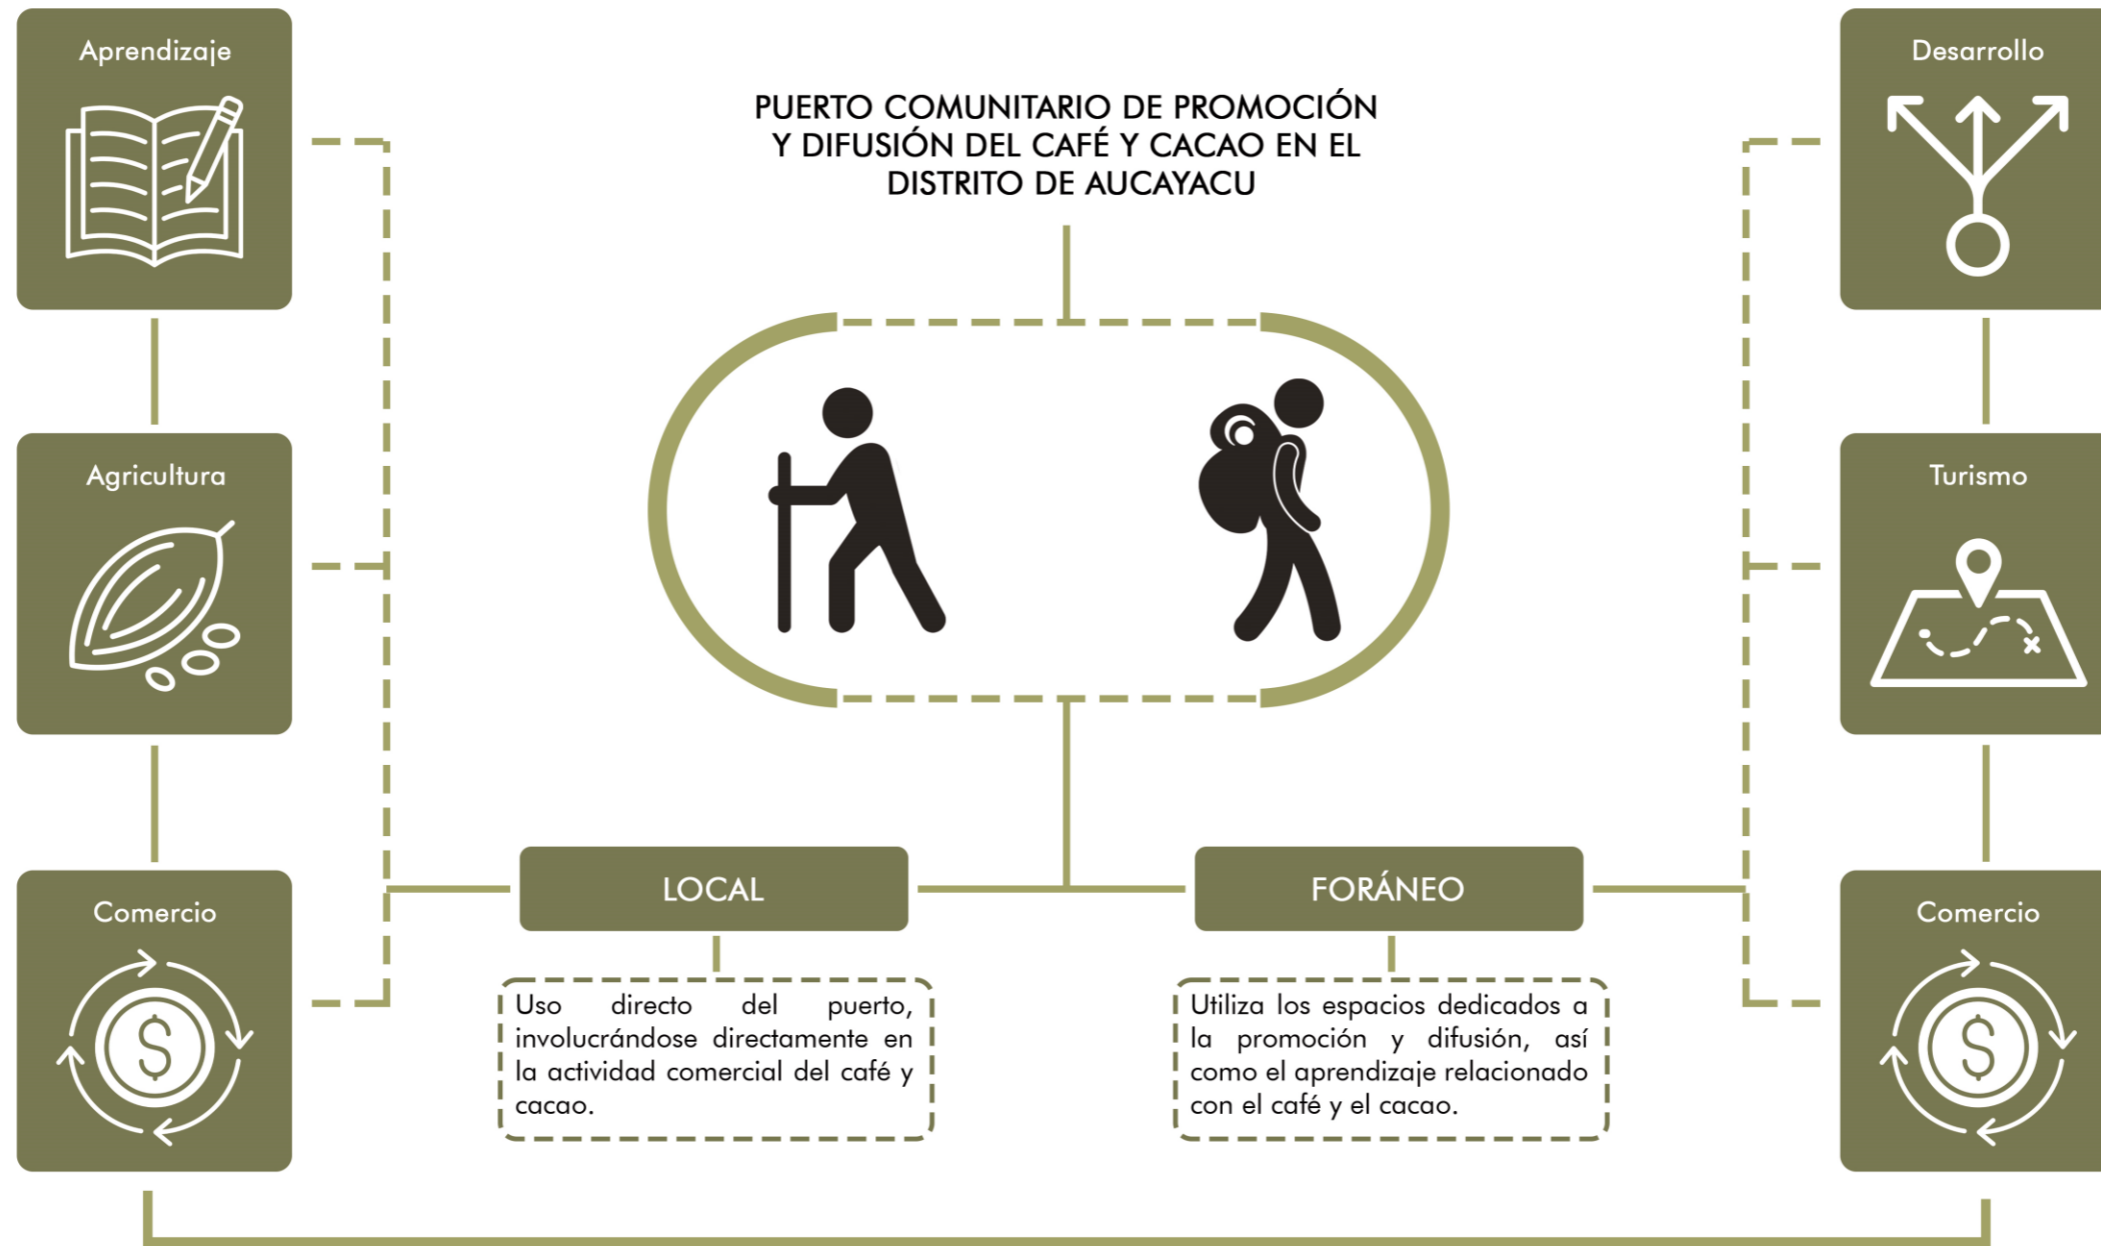 Aprendizaje
Desarrollo
PUERTO COMUNITARIO DE PROMOCIÓN
Y DIFUSIÓN DEL CAFÉ Y CACAO EN EL
DISTRITO DE AUCAYACU
Agricultura
Turismo
Comercio
LOCAL
FORÁNEO
Comercio
Uso directo del puerto,
involucrándose directamente en
la actividad comercial del café y
cacao.
Utiliza los espacios dedicados a
la promoción y difusión, así
como el aprendizaje relacionado
con el café y el cacao.
$
$